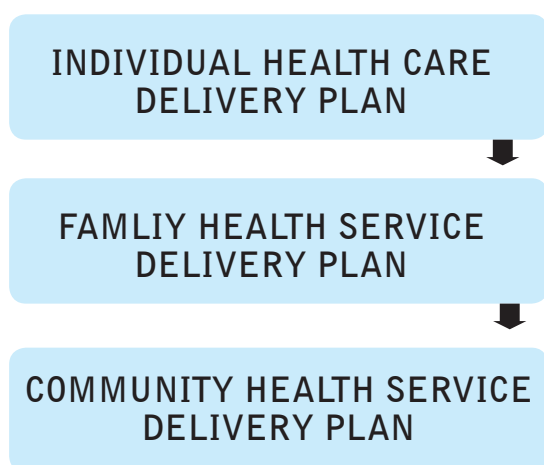 INDIVIDUAL HEALTH CARE
DELIVERY PLAN
FAMLIY HEALTH SERVICE
DELIVERY PLAN
COMMUNITY HEALTH SERVICE
DELIVERY PLAN